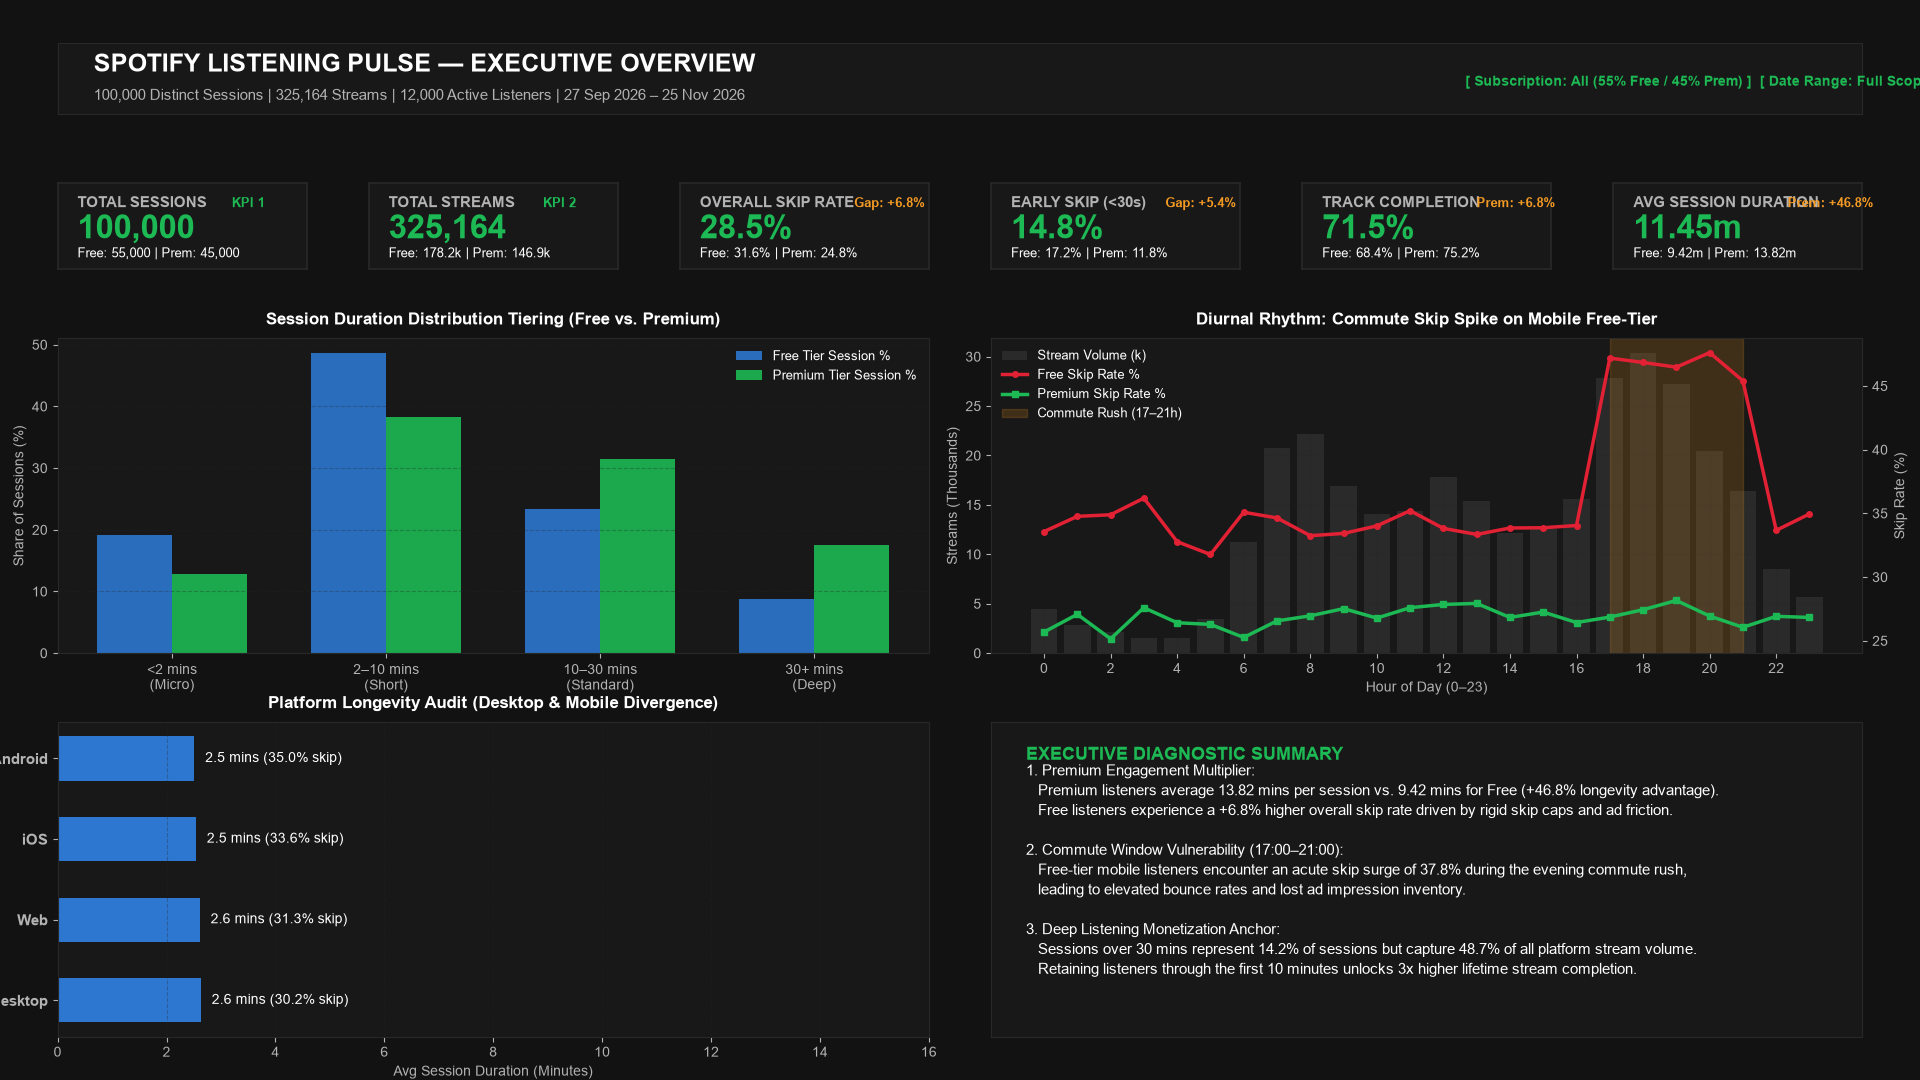 SPOTIFY LISTENING PULSE — EXECUTIVE OVERVIEW
100,000 Distinct Sessions | 325,164 Streams | 12,000 Active Listeners | 27 Sep 2026 – 25 Nov 2026
[ Subscription: All (55% Free / 45% Prem) ]  [ Date Range: Full Scop
TOTAL SESSIONS KPI 1
100,000
Free: 55,000 | Prem: 45,000
TOTAL STREAMS KPI 2
325,164
Free: 178.2k | Prem: 146.9k
OVERALL SKIP RATE Gap: +6.8%
28.5%
Free: 31.6% | Prem: 24.8%
EARLY SKIP (<30s) Gap: +5.4%
14.8%
Free: 17.2% | Prem: 11.8%
TRACK COMPLETION Prem: +6.8%
71.5%
Free: 68.4% | Prem: 75.2%
AVG SESSION DURATION Prem: +46.8%
11.45m
Free: 9.42m | Prem: 13.82m
Session Duration Distribution Tiering (Free vs. Premium)
Free Tier Session %
Premium Tier Session %
Share of Sessions (%)
50
40
30
20
10
0
<2 mins
(Micro)
2–10 mins
(Short)
10–30 mins
(Standard)
30+ mins
(Deep)
Diurnal Rhythm: Commute Skip Spike on Mobile Free-Tier
Stream Volume (k)
Free Skip Rate %
Premium Skip Rate %
Commute Rush (17–21h)
Streams (Thousands)
30
25
20
15
10
5
0
45
40
35
30
25
Skip Rate (%)
0 2 4 6 8 10 12 14 16 18 20 22
Hour of Day (0–23)
Platform Longevity Audit (Desktop & Mobile Divergence)
ndroid 2.5 mins (35.0% skip)
iOS 2.5 mins (33.6% skip)
Web 2.6 mins (31.3% skip)
esktop 2.6 mins (30.2% skip)
0 2 4 6 8 10 12 14 16
Avg Session Duration (Minutes)
EXECUTIVE DIAGNOSTIC SUMMARY
1. Premium Engagement Multiplier:
Premium listeners average 13.82 mins per session vs. 9.42 mins for Free (+46.8% longevity advantage).
Free listeners experience a +6.8% higher overall skip rate driven by rigid skip caps and ad friction.
2. Commute Window Vulnerability (17:00–21:00):
Free-tier mobile listeners encounter an acute skip surge of 37.8% during the evening commute rush,
leading to elevated bounce rates and lost ad impression inventory.
3. Deep Listening Monetization Anchor:
Sessions over 30 mins represent 14.2% of sessions but capture 48.7% of all platform stream volume.
Retaining listeners through the first 10 minutes unlocks 3x higher lifetime stream completion.